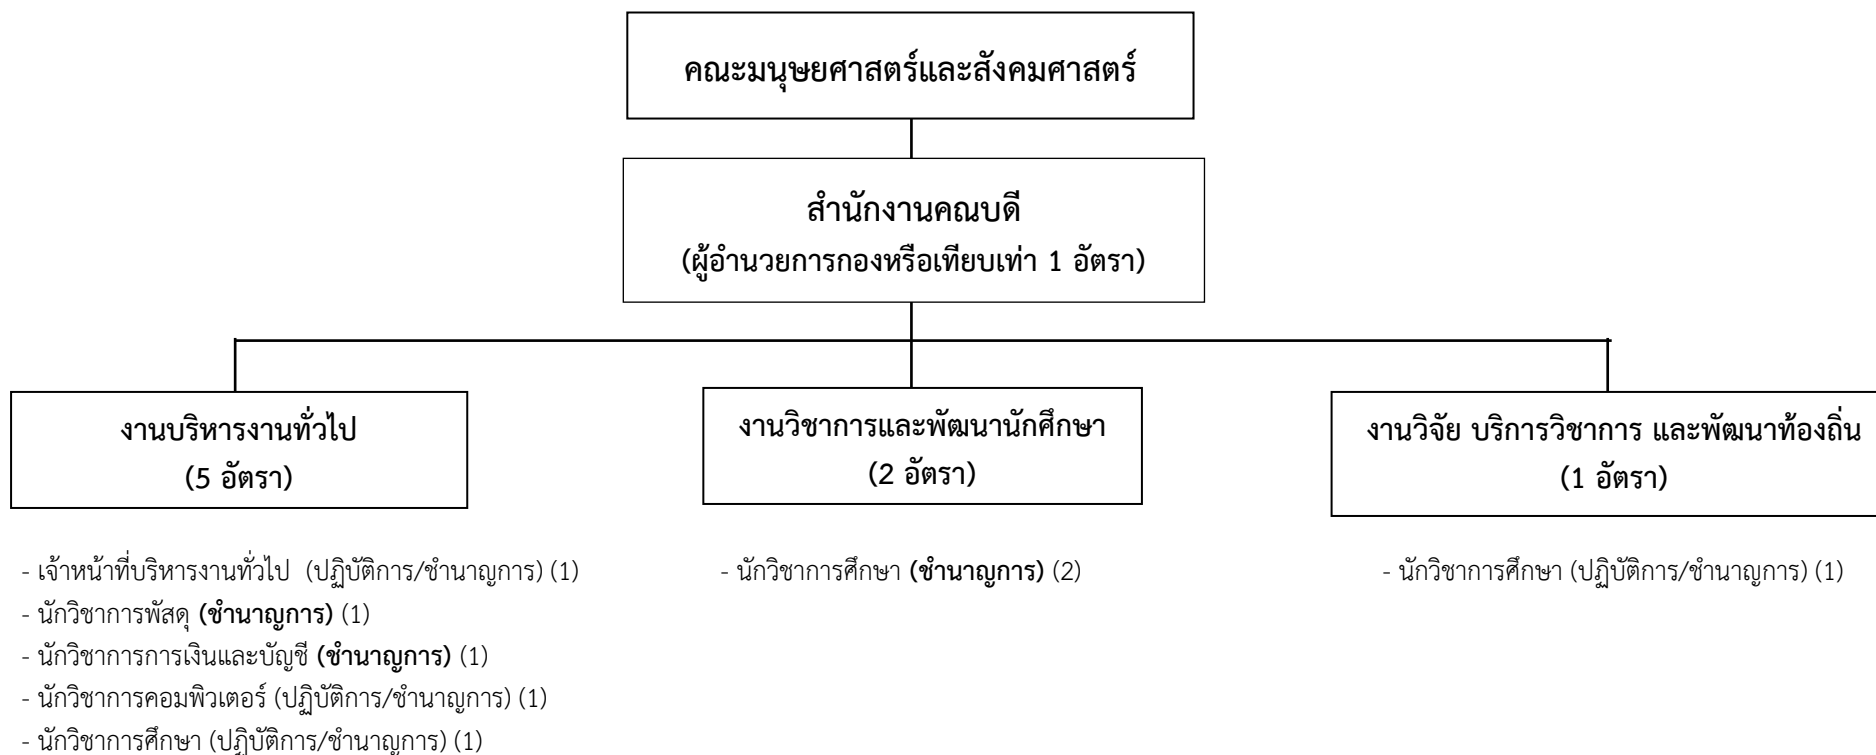 คณะมนุษยศาสตร์และสังคมศาสตร์
สำนักงานคณบดี
(ผู้อำนวยการกองหรือเทียบเท่า 1 อัตรา)
งานบริหารงานทั่วไป
(5 อัตรา)
งานวิชาการและพัฒนานักศึกษา
(2 อัตรา)
งานวิจัย บริการวิชาการ และพัฒนาท้องถิ่น
(1 อัตรา)
- เจ้าหน้าที่บริหารงานทั่วไป (ปฏิบัติการ/ชำนาญการ) (1)
- นักวิชาการพัสดุ (ชำนาญการ) (1)
- นักวิชาการการเงินและบัญชี (ชำนาญการ) (1)
- นักวิชาการคอมพิวเตอร์ (ปฏิบัติการ/ชำนาญการ) (1)
- นักวิชาการศึกษา (ปฏิบัติการ/ชำนาญการ) (1)
- นักวิชาการศึกษา (ชำนาญการ) (2)
- นักวิชาการศึกษา (ปฏิบัติการ/ชำนาญการ) (1)